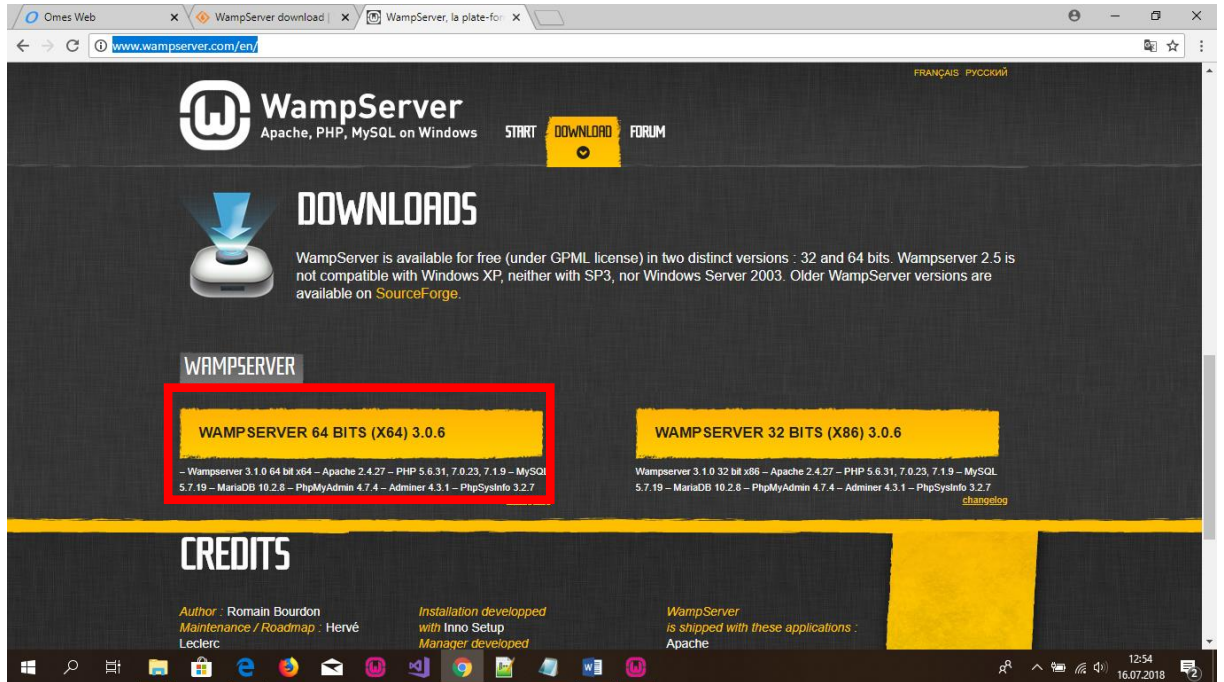 Omes Web
WampServer download |
WampServer, la plate-for
www.wampserver.com/en/
FRANÇAIS РУССКИЙ
WampServer
Apache, PHP, MySQL on Windows
START
DOWNLOAD
FORUM
DOWNLOADS
WampServer is available for free (under GPML license) in two distinct versions : 32 and 64 bits. Wampserver 2.5 is
not compatible with Windows XP, neither with SP3, nor Windows Server 2003. Older WampServer versions are
available on SourceForge.
WAMPSERVER
WAMPSERVER 64 BITS (X64) 3.0.6
– Wampserver 3.1.0 64 bit x64 – Apache 2.4.27 – PHP 5.6.31, 7.0.23, 7.1.9 – MySQL
5.7.19 – MariaDB 10.2.8 – PhpMyAdmin 4.7.4 – Adminer 4.3.1 – PhpSysInfo 3.2.7
WAMPSERVER 32 BITS (X86) 3.0.6
Wampserver 3.1.0 32 bit x86 – Apache 2.4.27 – PHP 5.6.31, 7.0.23, 7.1.9 – MySQL
5.7.19 – MariaDB 10.2.8 – PhpMyAdmin 4.7.4 – Adminer 4.3.1 – PhpSysInfo 3.2.7
changelog
CREDITS
Author : Romain Bourdon
Maintenance / Roadmap : Hervé
Leclerc
Installation developped
with Inno Setup
Manager developed
WampServer
is shipped with these applications :
Apache
12:54
16.07.2018